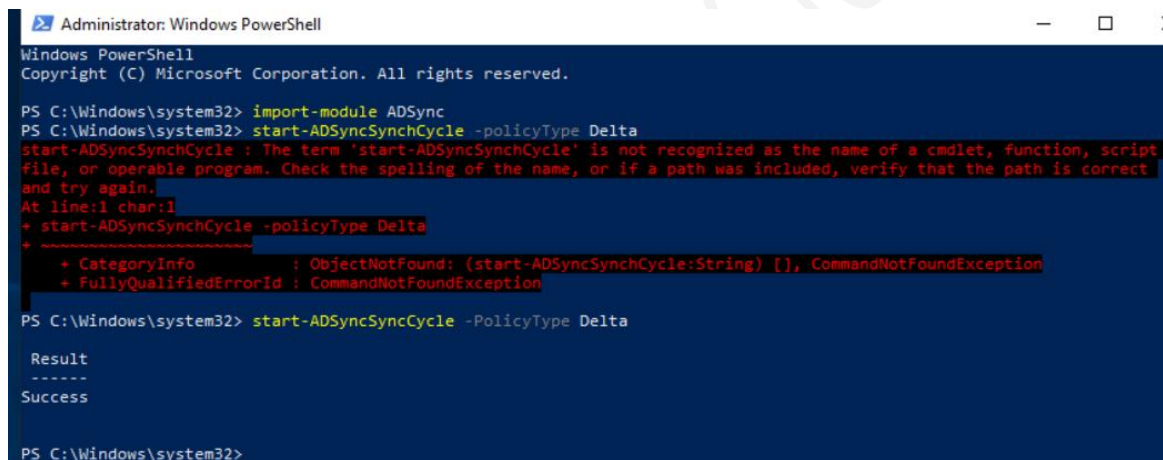 Administrator: Windows PowerShell
Windows PowerShell
Copyright (C) Microsoft Corporation. All rights reserved.
PS C:\Windows\system32> import-module ADSync
PS C:\Windows\system32> start-ADSyncSynchCycle -policyType Delta
start-ADSyncSynchCycle : The term 'start-ADSyncSynchCycle' is not recognized as the name of a cmdlet, function, script
file, or operable program. Check the spelling of the name, or if a path was included, verify that the path is correct
and try again.
At line:1 char:1
+ start-ADSyncSynchCycle -policyType Delta
+ ~~~~~~~~~~~~~~~~~~~~~~
+ CategoryInfo : ObjectNotFound: (start-ADSyncSynchCycle:String) [], CommandNotFoundException
+ FullyQualifiedErrorId : CommandNotFoundException
PS C:\Windows\system32> start-ADSyncSyncCycle -PolicyType Delta
Result
------
Success
PS C:\Windows\system32>